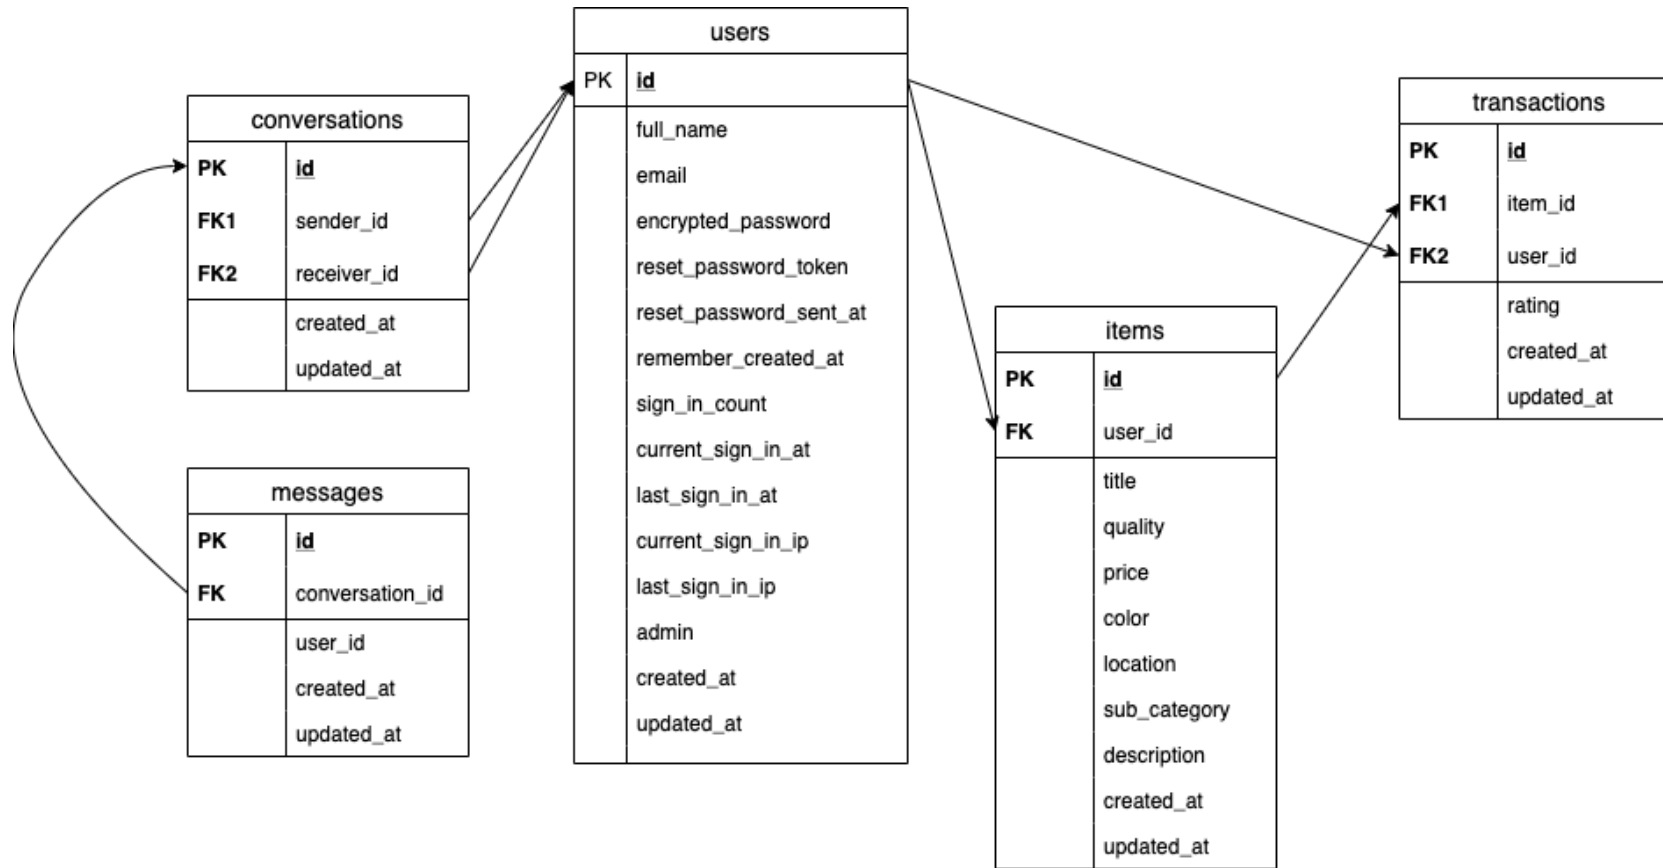 conversations
PK id
FK1 sender_id
FK2 receiver_id
created_at
updated_at
messages
PK id
FK conversation_id
user_id
created_at
updated_at
users
PK id
full_name
email
encrypted_password
reset_password_token
reset_password_sent_at
remember_created_at
sign_in_count
current_sign_in_at
last_sign_in_at
current_sign_in_ip
last_sign_in_ip
admin
created_at
updated_at
items
PK id
FK user_id
title
quality
price
color
location
sub_category
description
created_at
updated_at
transactions
PK id
FK1 item_id
FK2 user_id
rating
created_at
updated_at